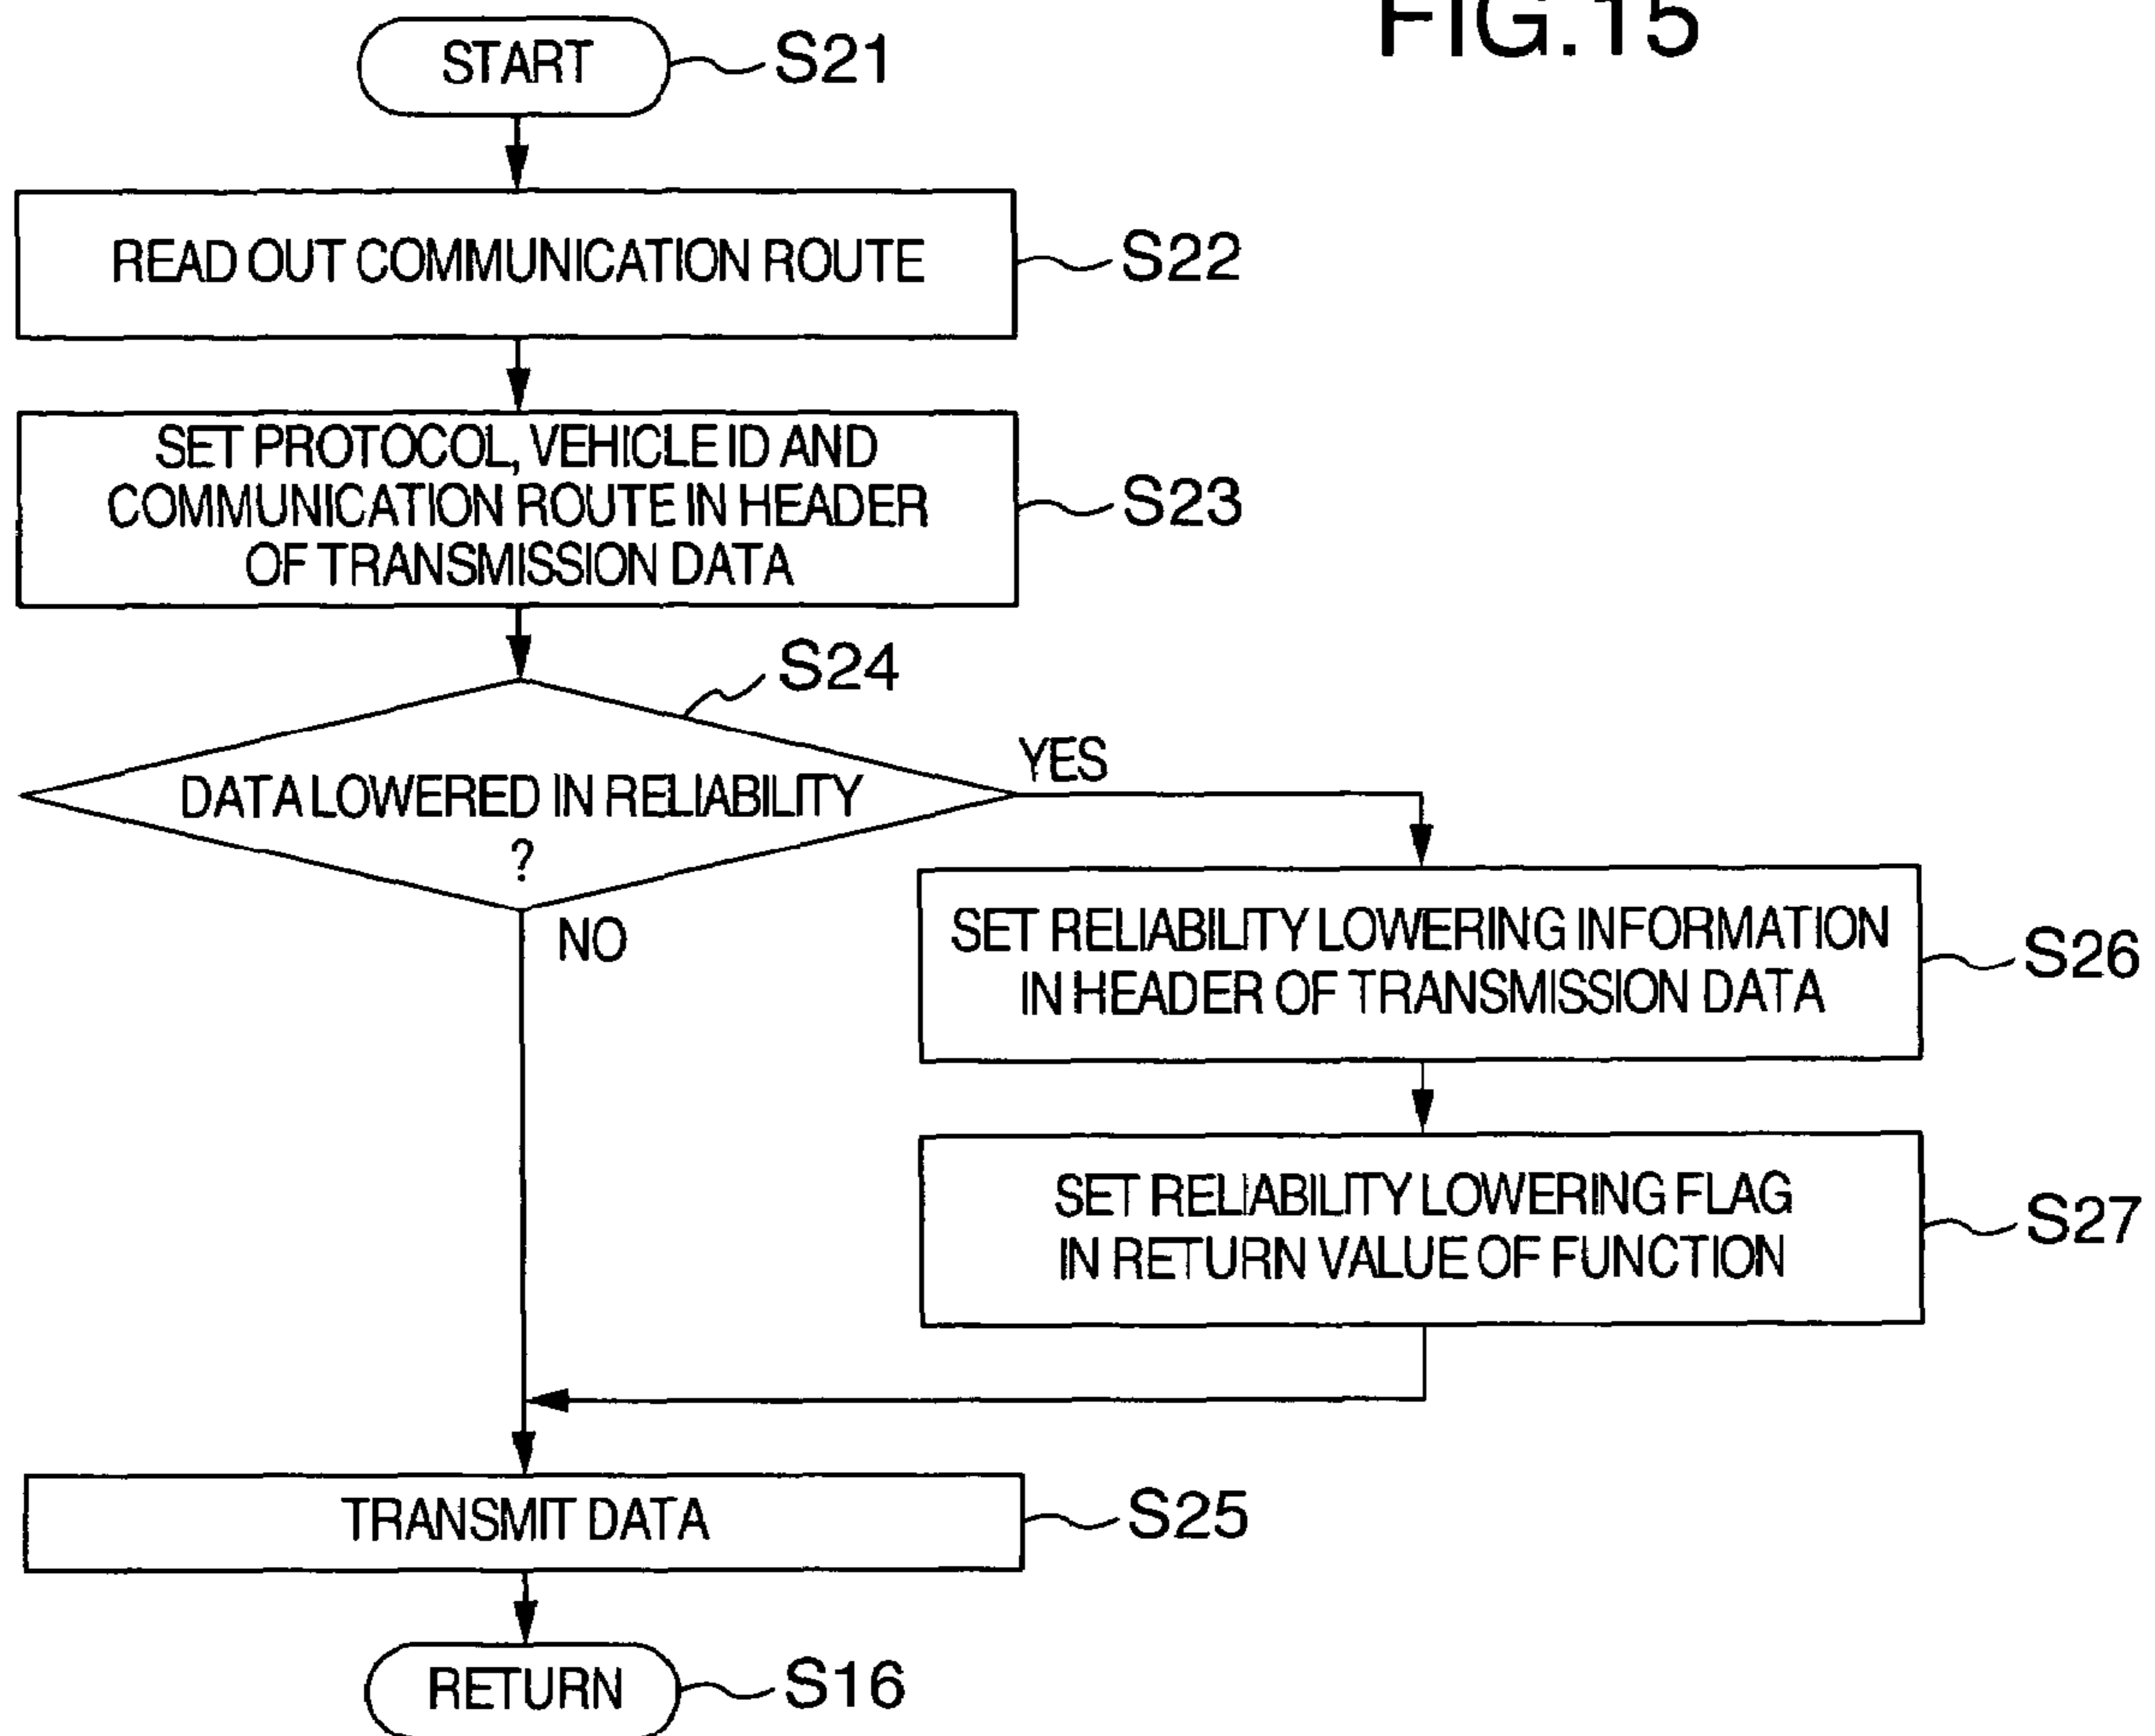 FIG.15
START
S21
READ OUT COMMUNICATION ROUTE
S22
SET PROTOCOL, VEHICLE ID AND
COMMUNICATION ROUTE IN HEADER
OF TRANSMISSION DATA
S23
S24
DATA LOWERED IN RELIABILITY
?
YES
NO
SET RELIABILITY LOWERING INFORMATION
IN HEADER OF TRANSMISSION DATA
S26
SET RELIABILITY LOWERING FLAG
IN RETURN VALUE OF FUNCTION
S27
TRANSMIT DATA
S25
RETURN
S16